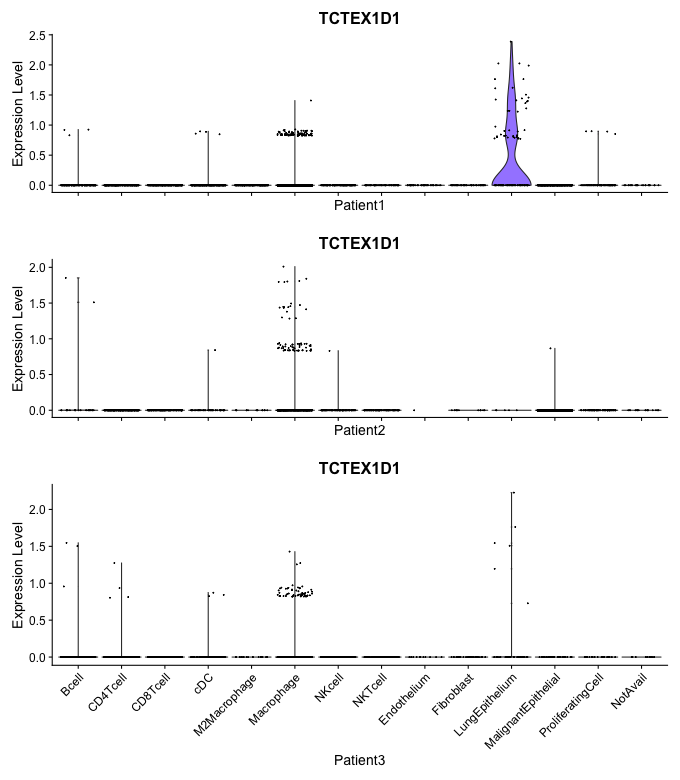 TCTEX1D1
Expression Level
2.5
2.0
1.5
1.0
0.5
0.0
Patient1
TCTEX1D1
Expression Level
2.0
1.5
1.0
0.5
0.0
Patient2
TCTEX1D1
Expression Level
2.0
1.5
1.0
0.5
0.0
Bcell
CD4Tcell
CD8Tcell
cDC
M2Macrophage
Macrophage
NKcell
NKTcell
Endothelium
Fibroblast
LungEpithelium
MalignantEpithelial
ProliferatingCell
NotAvail
Patient3